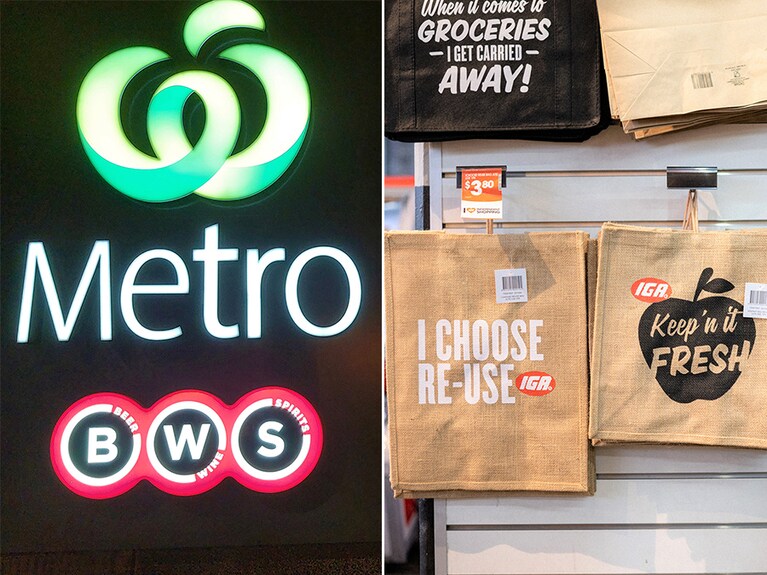 Metro
BWS
BEER
WINE
SPIRITS
When it comes to
GROCERIES
- I GET CARRIED -
AWAY!
$3.80
I CHOOSE
RE-USE IGA
IGA
Keep'n it
FRESH